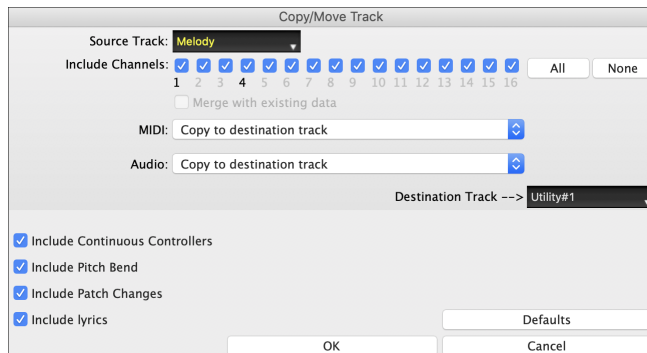 Copy/Move Track
Source Track: Melody
Include Channels: All None
1 2 3 4 5 6 7 8 9 10 11 12 13 14 15 16
Merge with existing data
MIDI: Copy to destination track
Audio: Copy to destination track
Destination Track --> Utility#1
Include Continuous Controllers
Include Pitch Bend
Include Patch Changes
Include lyrics Defaults
OK Cancel